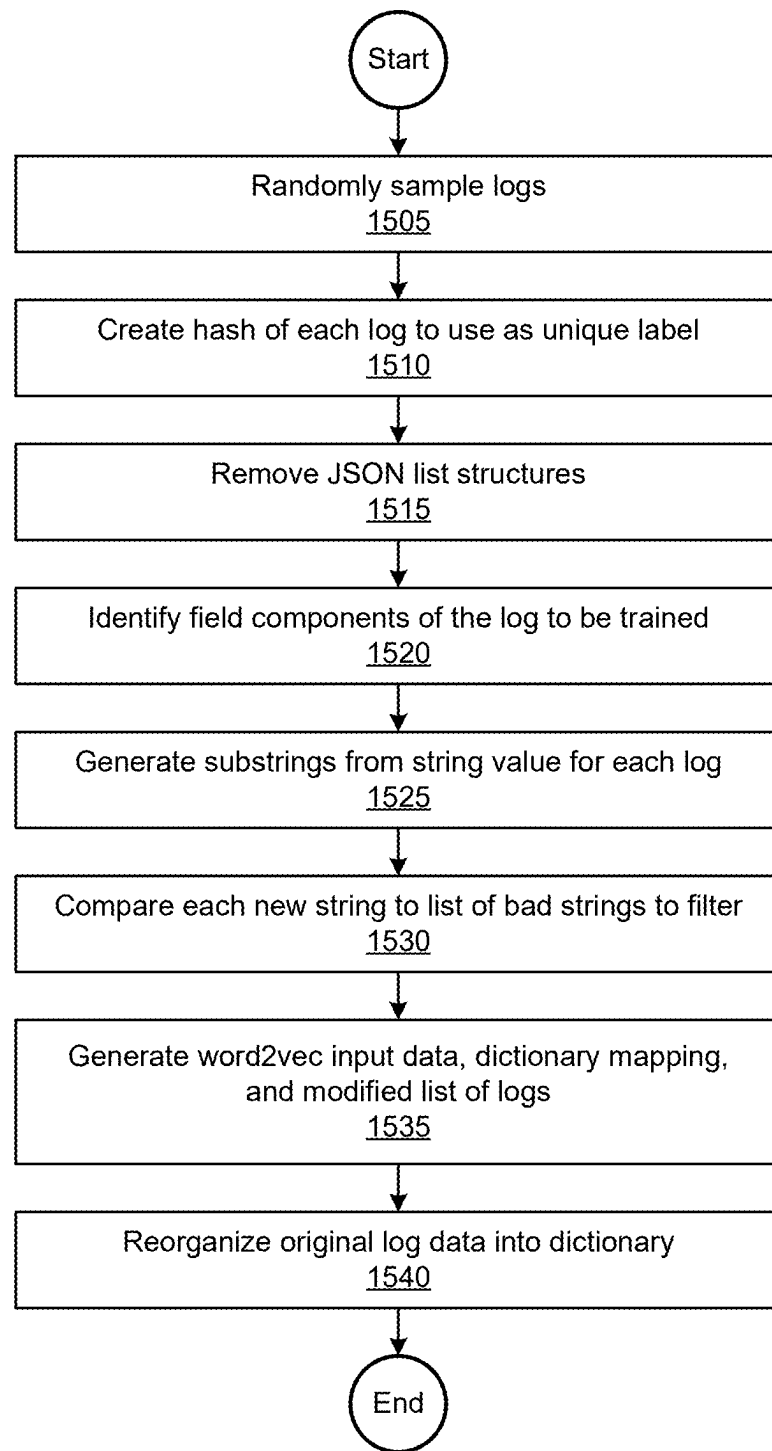 Start
Randomly sample logs
1505
Create hash of each log to use as unique label
1510
Remove JSON list structures
1515
Identify field components of the log to be trained
1520
Generate substrings from string value for each log
1525
Compare each new string to list of bad strings to filter
1530
Generate word2vec input data, dictionary mapping,
and modified list of logs
1535
Reorganize original log data into dictionary
1540
End